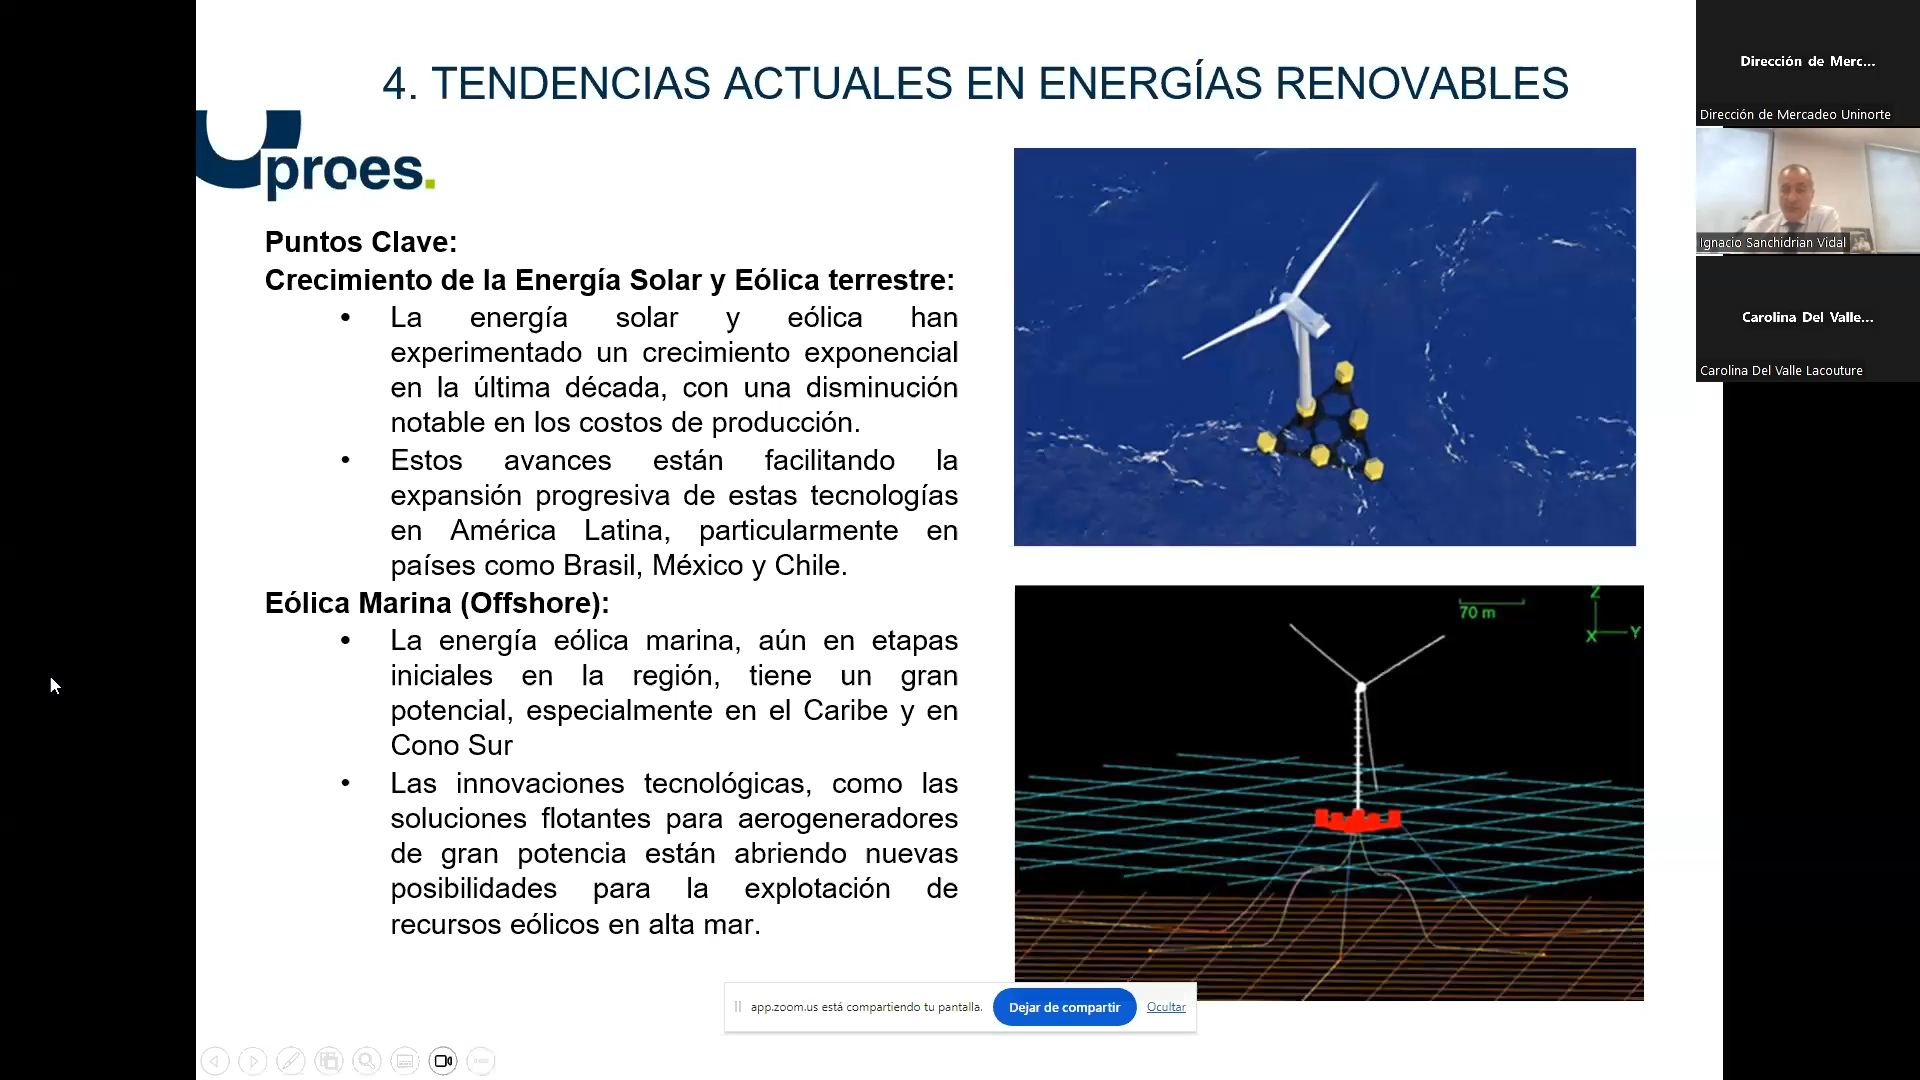 4. TENDENCIAS ACTUALES EN ENERGÍAS RENOVABLES
proes.
Puntos Clave:
Crecimiento de la Energía Solar y Eólica terrestre:
• La energía solar y eólica han
experimentado un crecimiento exponencial
en la última década, con una disminución
notable en los costos de producción.
• Estos avances están facilitando la
expansión progresiva de estas tecnologías
en América Latina, particularmente en
países como Brasil, México y Chile.
Eólica Marina (Offshore):
• La energía eólica marina, aún en etapas
iniciales en la región, tiene un gran
potencial, especialmente en el Caribe y en
Cono Sur
• Las innovaciones tecnológicas, como las
soluciones flotantes para aerogeneradores
de gran potencia están abriendo nuevas
posibilidades para la explotación de
recursos eólicos en alta mar.
70 m
Z
X
Y
app.zoom.us está compartiendo tu pantalla.
Dejar de compartir
Ocultar
Dirección de Merc...
Dirección de Mercadeo Uninorte
Ignacio Sanchidrian Vidal
Carolina Del Valle...
Carolina Del Valle Lacouture